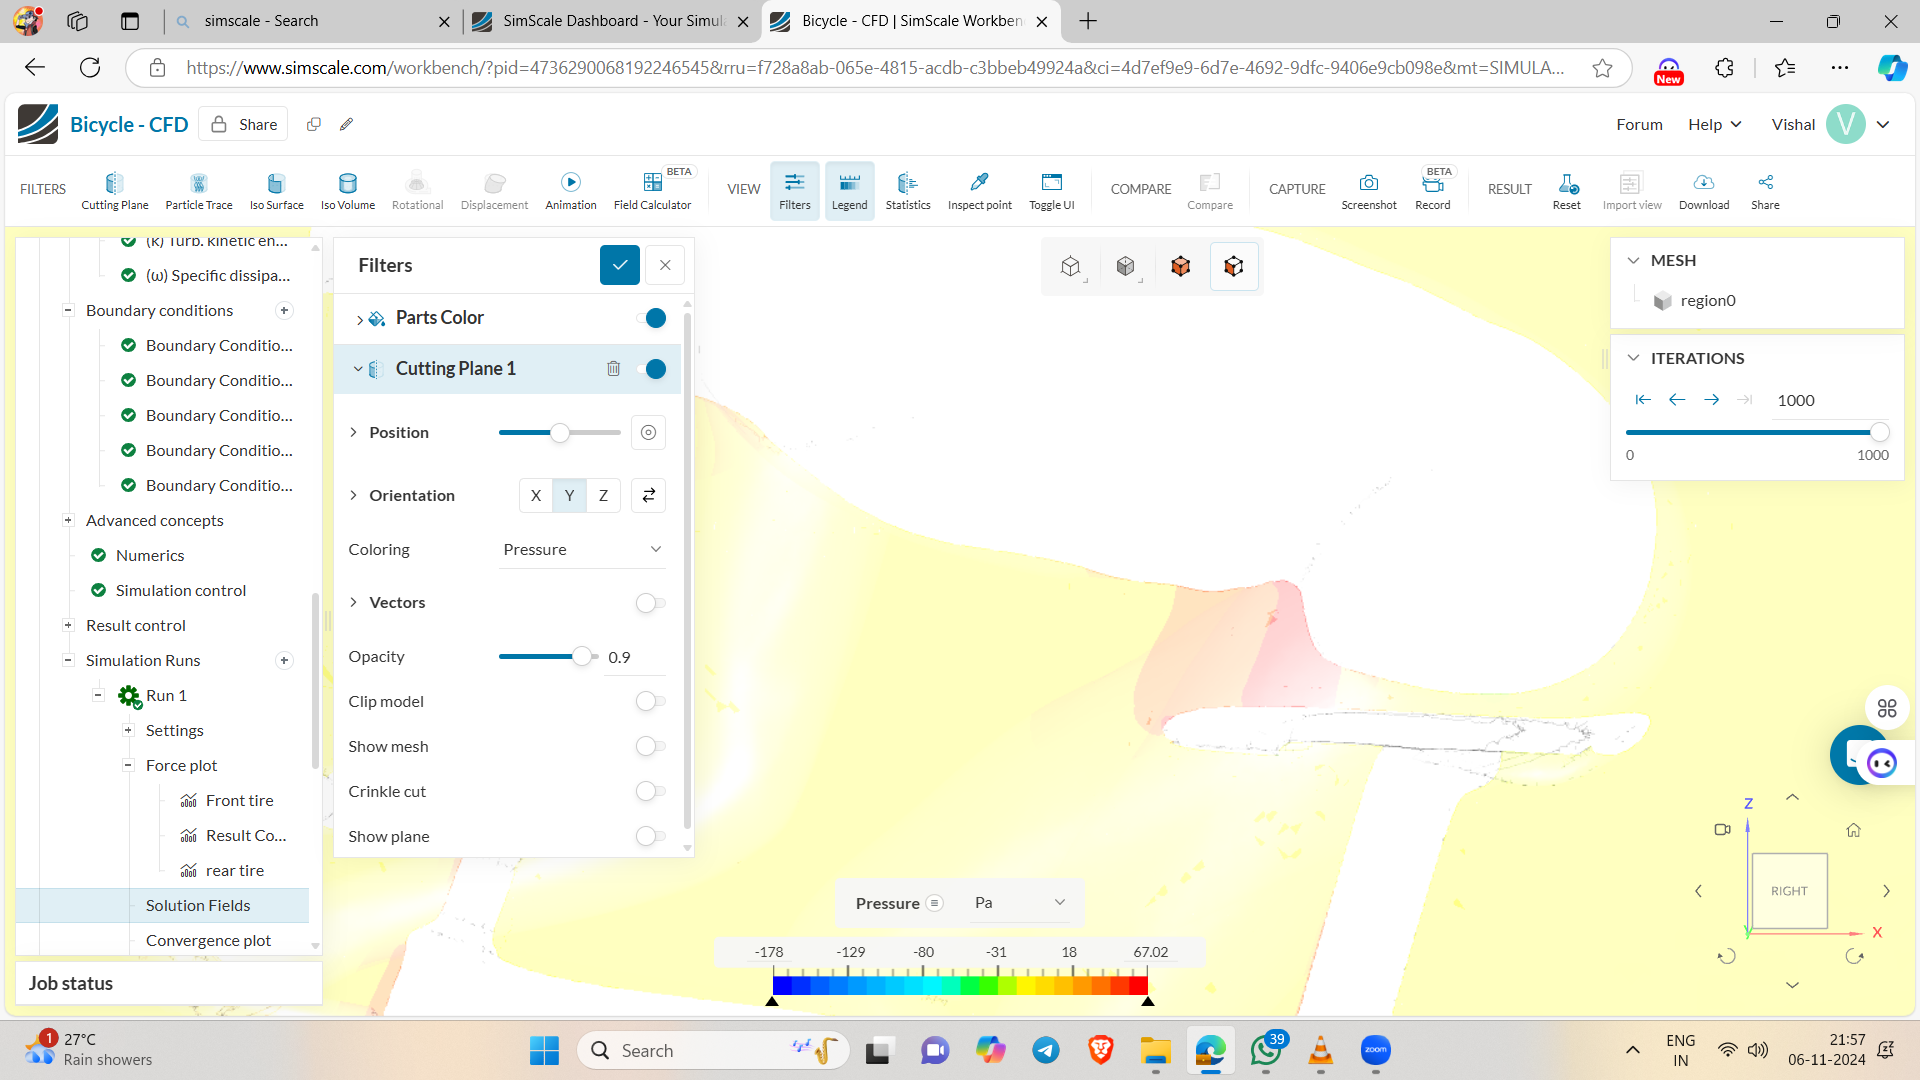 simscale - Search
SimScale Dashboard - Your Simula
Bicycle - CFD | SimScale Workben
https://www.simscale.com/workbench/?pid=4736290068192246545&rru=f728a8ab-065e-4815-acdb-c3bbeb49924a&ci=4d7ef9e9-6d7e-4692-9dfc-9406e9cb098e&mt=SIMULA...
New
Bicycle - CFD
Share
Forum
Help
Vishal
V
FILTERS
Cutting Plane
Particle Trace
Iso Surface
Iso Volume
Rotational
Displacement
Animation
BETA
Field Calculator
VIEW
Filters
Legend
Statistics
Inspect point
Toggle UI
COMPARE
Compare
CAPTURE
Screenshot
BETA
Record
RESULT
Reset
Import view
Download
Share
(k) Turb. kinetic en...
(ω) Specific dissipa...
Boundary conditions
Boundary Conditio...
Boundary Conditio...
Boundary Conditio...
Boundary Conditio...
Boundary Conditio...
Advanced concepts
Numerics
Simulation control
Result control
Simulation Runs
Run 1
Settings
Force plot
Front tire
Result Co...
rear tire
Solution Fields
Convergence plot
Job status
Filters
Parts Color
Cutting Plane 1
Position
Orientation
X Y Z
Coloring
Pressure
Vectors
Opacity
0.9
Clip model
Show mesh
Crinkle cut
Show plane
MESH
region0
ITERATIONS
1000
0
1000
Z
RIGHT
X
Y
Pressure
Pa
-178 -129 -80 -31 18 67.02
1
27°C
Rain showers
Search
39
zoom
ENG
IN
21:57
06-11-2024